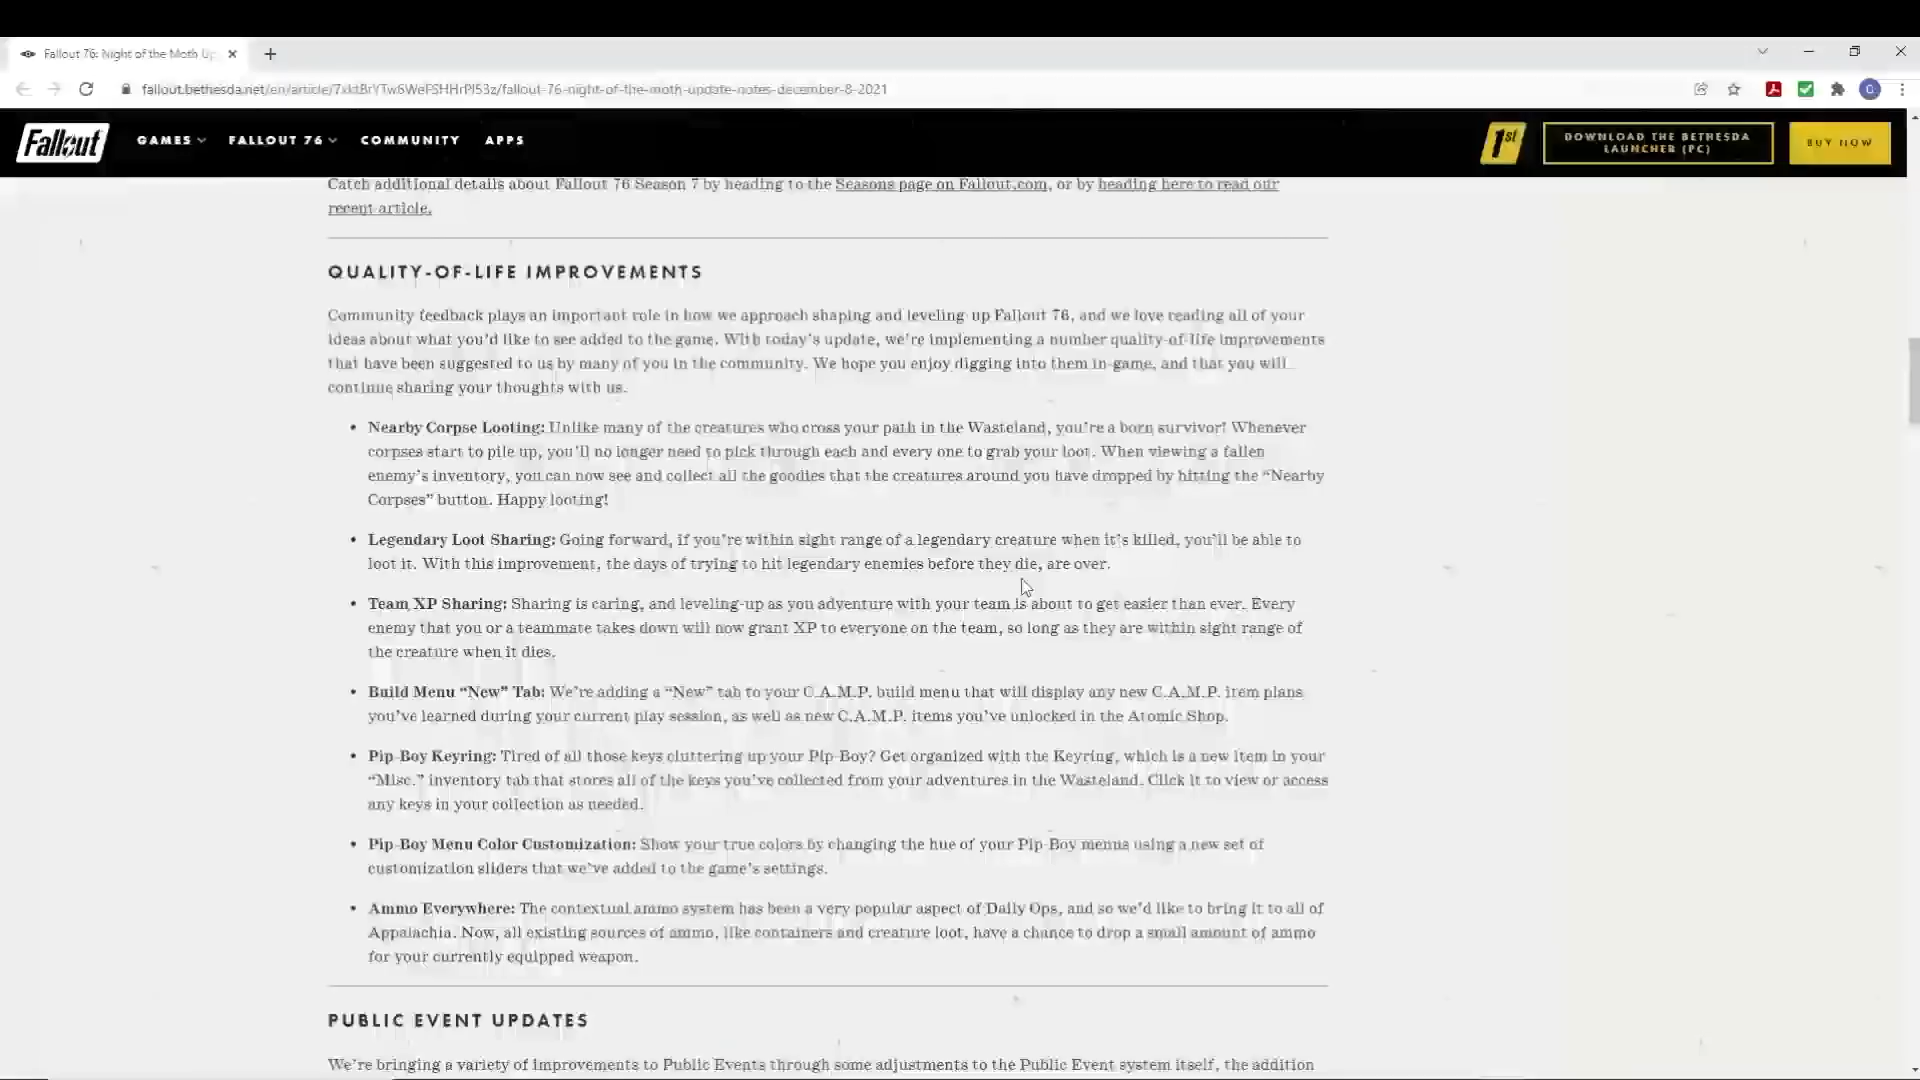 Fallout 76: Night of the Moth Up
fallout.bethesda.net/en/article/7xktBrYTw6WeFSHHrPI53z/fallout-76-night-of-the-moth-update-notes-december-8-2021
Fallout GAMES FALLOUT 76 COMMUNITY APPS 1st DOWNLOAD THE BETHESDA LAUNCHER (PC) BUY NOW
Catch additional details about Fallout 76 Season 7 by heading to the Seasons page on Fallout.com, or by heading here to read our
recent article.
QUALITY-OF-LIFE IMPROVEMENTS
Community feedback plays an important role in how we approach shaping and leveling up Fallout 76, and we love reading all of your
ideas about what you'd like to see added to the game. With today's update, we're implementing a number quality-of-life improvements
that have been suggested to us by many of you in the community. We hope you enjoy digging into them in-game, and that you will
continue sharing your thoughts with us.
• Nearby Corpse Looting: Unlike many of the creatures who cross your path in the Wasteland, you're a born survivor! Whenever
corpses start to pile up, you'll no longer need to pick through each and every one to grab your loot. When viewing a fallen
enemy's inventory, you can now see and collect all the goodies that the creatures around you have dropped by hitting the “Nearby
Corpses” button. Happy looting!
• Legendary Loot Sharing: Going forward, if you're within sight range of a legendary creature when it's killed, you'll be able to
loot it. With this improvement, the days of trying to hit legendary enemies before they die, are over.
• Team XP Sharing: Sharing is caring, and leveling-up as you adventure with your team is about to get easier than ever. Every
enemy that you or a teammate takes down will now grant XP to everyone on the team, so long as they are within sight range of
the creature when it dies.
• Build Menu “New” Tab: We're adding a “New” tab to your C.A.M.P. build menu that will display any new C.A.M.P. item plans
you've learned during your current play session, as well as new C.A.M.P. items you've unlocked in the Atomic Shop.
• Pip-Boy Keyring: Tired of all those keys cluttering up your Pip-Boy? Get organized with the Keyring, which is a new item in your
“Misc.” inventory tab that stores all of the keys you've collected from your adventures in the Wasteland. Click it to view or access
any keys in your collection as needed.
• Pip-Boy Menu Color Customization: Show your true colors by changing the hue of your Pip-Boy menus using a new set of
customization sliders that we've added to the game's settings.
• Ammo Everywhere: The contextual ammo system has been a very popular aspect of Daily Ops, and so we'd like to bring it to all of
Appalachia. Now, all existing sources of ammo, like containers and creature loot, have a chance to drop a small amount of ammo
for your currently equipped weapon.
PUBLIC EVENT UPDATES
We're bringing a variety of improvements to Public Events through some adjustments to the Public Event system itself, the addition